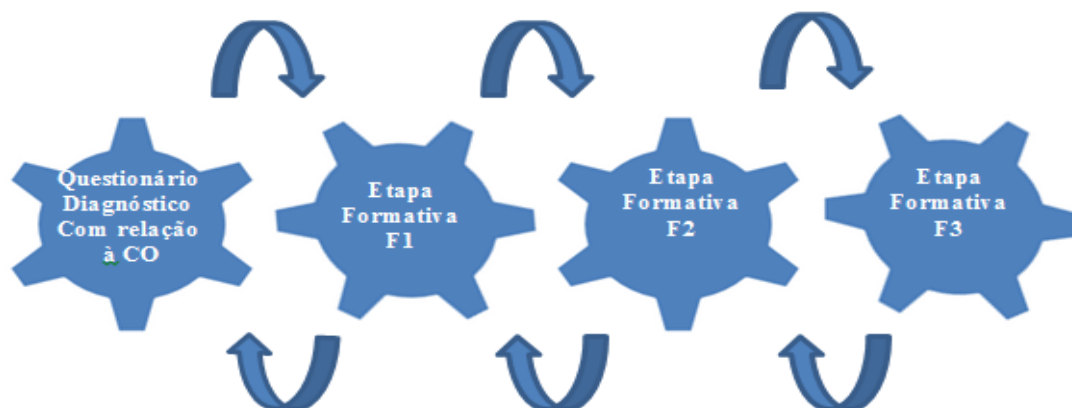 Questionário
Diagnóstico
Com relação
à CO
Etapa
Formativa
F1
Etapa
Formativa
F2
Etapa
Formativa
F3